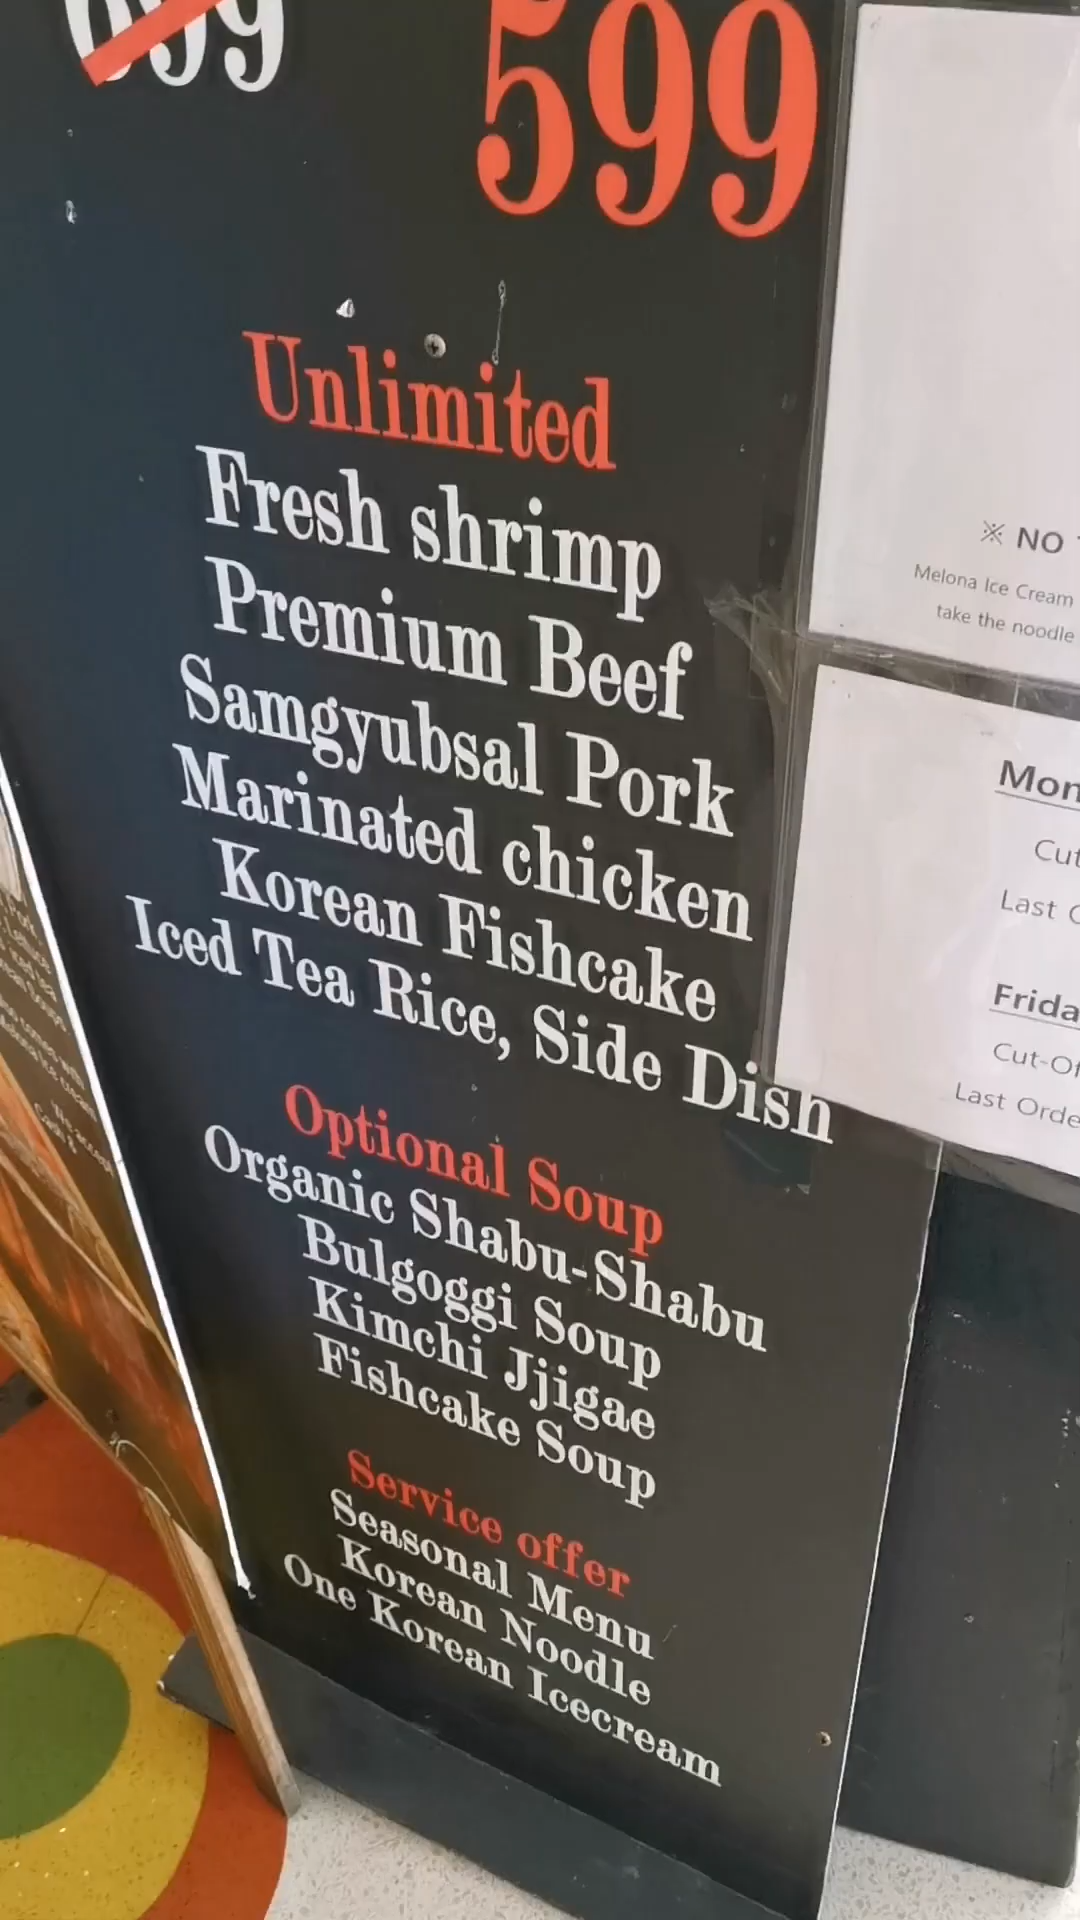 599
Unlimited
Fresh shrimp
Premium Beef
Samgyubsal Pork
Marinated chicken
Korean Fishcake
Iced Tea Rice, Side Dish
Optional Soup
Organic Shabu-Shabu
Bulgoggi Soup
Kimchi Jjigae
Fishcake Soup
Service offer
Seasonal Menu
Korean Noodle
One Korean Icecream
※ NO
Melona Ice Cream
take the noodle
Mon
Cut
Last O
Frida
Cut-Of
Last Orde